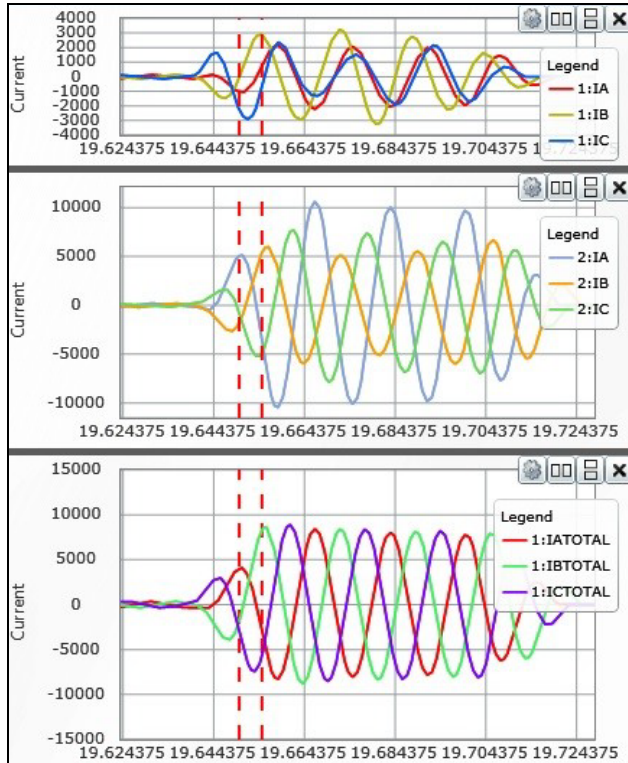 4000
3000
2000
1000
0
-1000
-2000
-3000
-4000
Current
Legend
1:IA
1:IB
1:IC
19.624375 19.644375 19.664375 19.684375 19.704375 19.724375
10000
5000
0
-5000
-10000
Legend
2:IA
2:IB
2:IC
19.624375 19.644375 19.664375 19.684375 19.704375 19.724375
15000
10000
5000
0
-5000
-10000
-15000
Current
Legend
1:IATOTAL
1:IBTOTAL
1:ICTOTAL
19.624375 19.644375 19.664375 19.684375 19.704375 19.724375